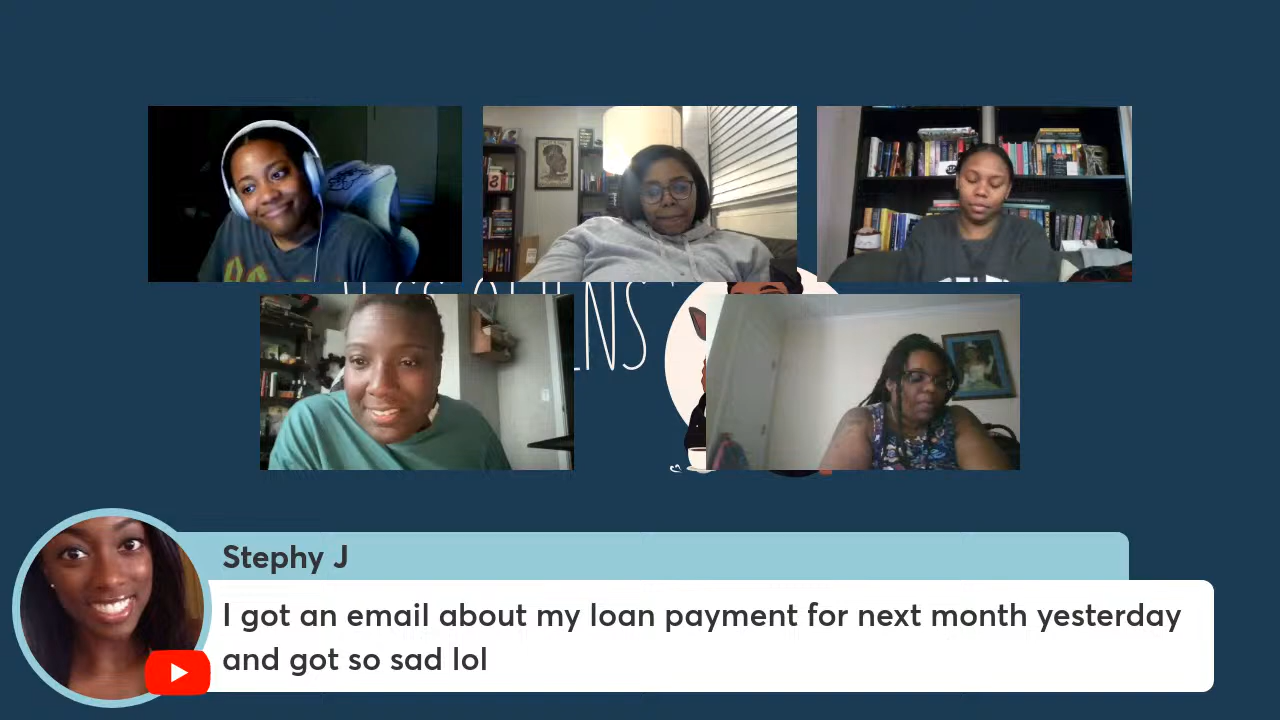 Stephy J
I got an email about my loan payment for next month yesterday
and got so sad lol